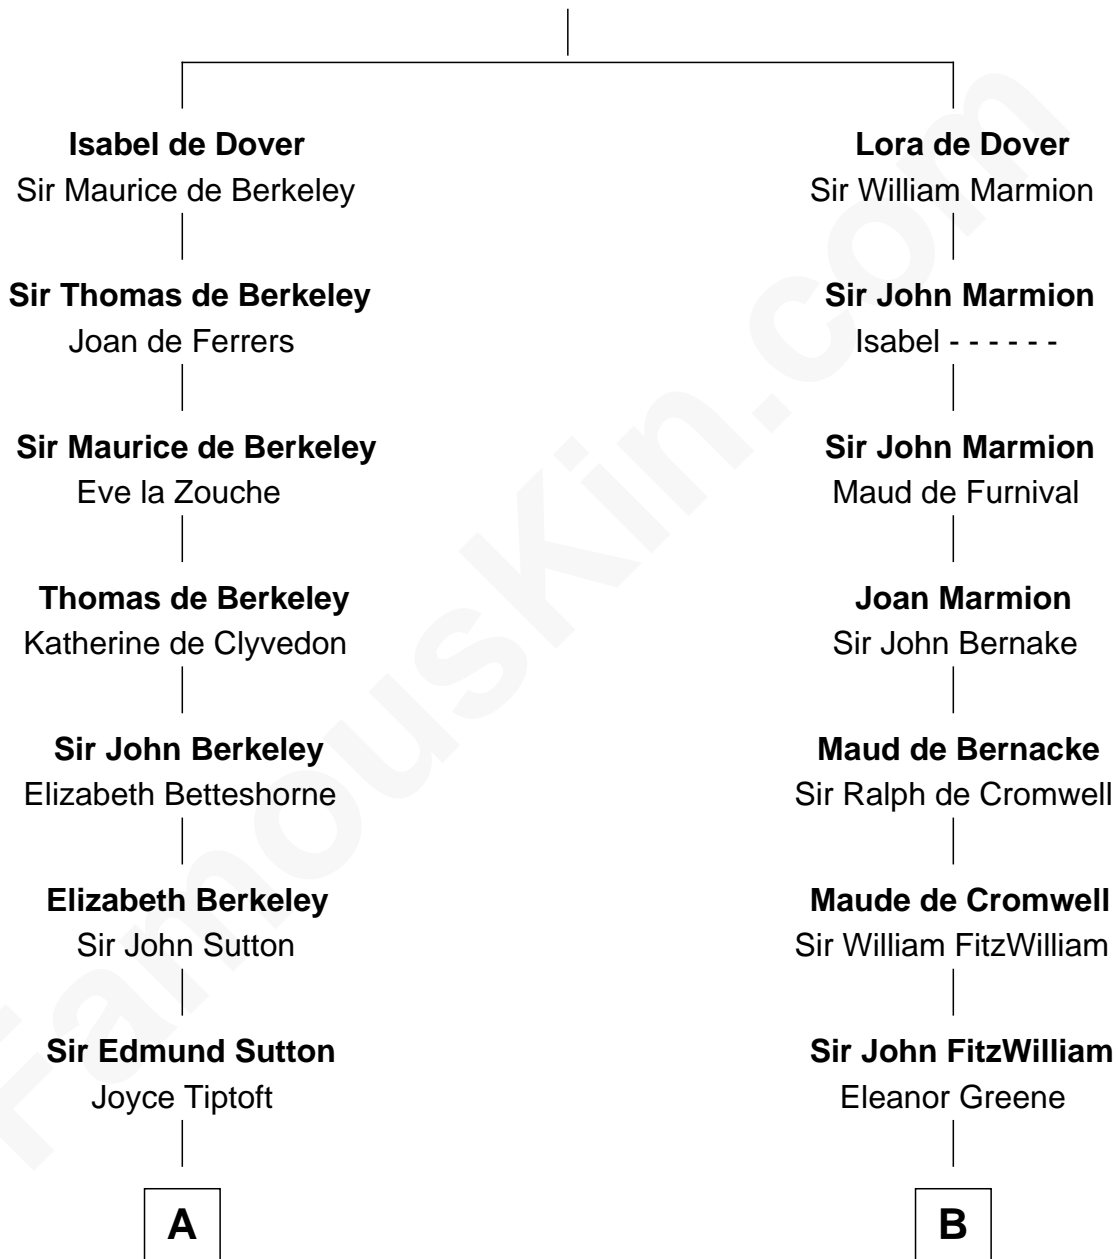 Isabel de Dover
Sir Maurice de Berkeley
Sir Thomas de Berkeley
Joan de Ferrers
Sir Maurice de Berkeley
Eve la Zouche
Thomas de Berkeley
Katherine de Clyvedon
Sir John Berkeley
Elizabeth Betteshorne
Elizabeth Berkeley
Sir John Sutton
Sir Edmund Sutton
Joyce Tiptoft
A
Lora de Dover
Sir William Marmion
Sir John Marmion
Isabel - - - - - -
Sir John Marmion
Maud de Furnival
Joan Marmion
Sir John Bernake
Maud de Bernacke
Sir Ralph de Cromwell
Maude de Cromwell
Sir William FitzWilliam
Sir John FitzWilliam
Eleanor Greene
B
FamousKin.com